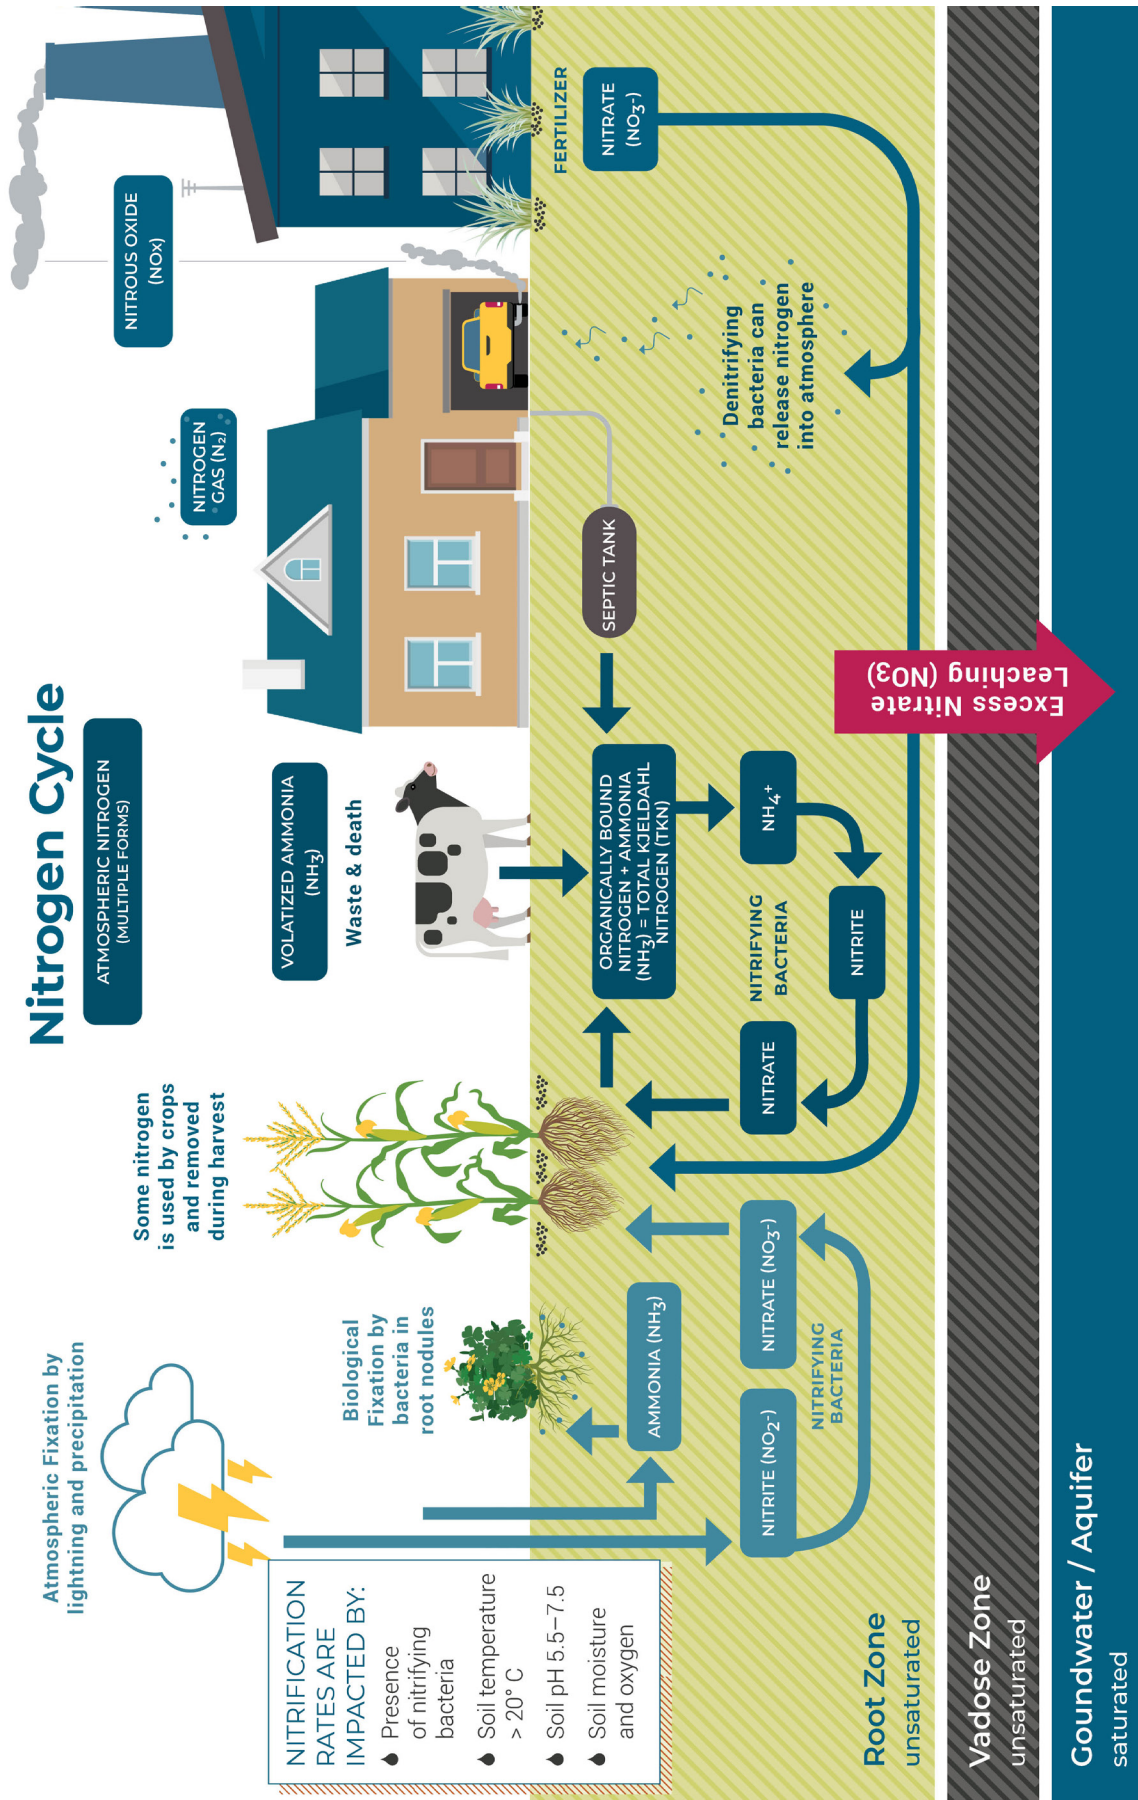 Nitrogen Cycle
ATMOSPHERIC NITROGEN
(MULTIPLE FORMS)
Atmospheric Fixation by
lightning and precipitation
Some nitrogen
is used by crops
and removed
during harvest
NITROGEN
GAS (N₂)
NITROUS OXIDE
(NOx)
VOLATIZED AMMONIA
(NH₃)
Waste & death
Biological
Fixation by
bacteria in
root nodules
NITRIFICATION
RATES ARE
IMPACTED BY:
Presence
of nitrifying
bacteria
Soil temperature
> 20° C
Soil pH 5.5–7.5
Soil moisture
and oxygen
AMMONIA (NH₃)
NITRITE (NO₂-)
NITRATE (NO₃-)
NITRIFYING
BACTERIA
ORGANICALLY BOUND
NITROGEN + AMMONIA
(NH₃) = TOTAL KJELDAHL
NITROGEN (TKN)
NH₄+
NITRIFYING
BACTERIA
NITRITE
NITRATE
SEPTIC TANK
FERTILIZER
NITRATE
(NO₃-)
Denitrifying
bacteria can
release nitrogen
into atmosphere
Excess Nitrate
Leaching (NO₃)
Root Zone
unsaturated
Vadose Zone
unsaturated
Goundwater / Aquifer
saturated